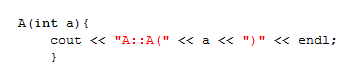 A(int a){
cout << "A::A(" << a << ")" << endl;
}